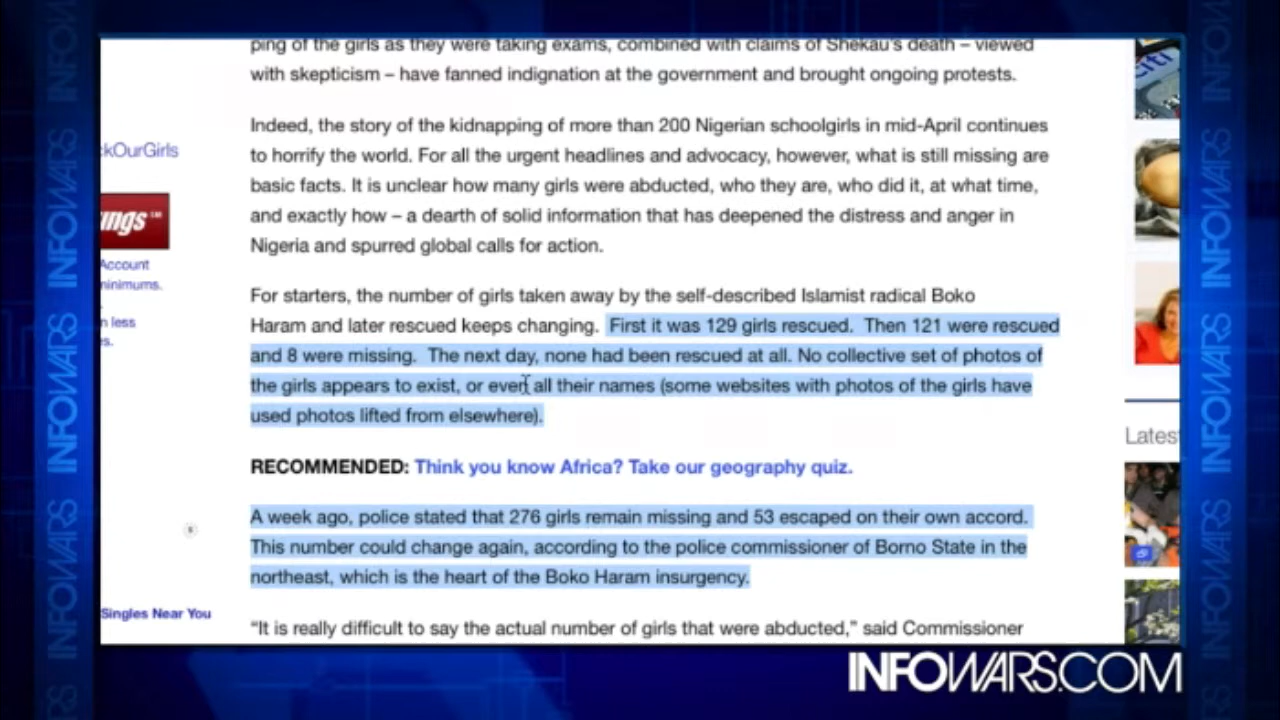 ping of the girls as they were taking exams, combined with claims of Shekau's death – viewed
with skepticism – have fanned indignation at the government and brought ongoing protests.
Indeed, the story of the kidnapping of more than 200 Nigerian schoolgirls in mid-April continues
to horrify the world. For all the urgent headlines and advocacy, however, what is still missing are
basic facts. It is unclear how many girls were abducted, who they are, who did it, at what time,
and exactly how – a dearth of solid information that has deepened the distress and anger in
Nigeria and spurred global calls for action.
For starters, the number of girls taken away by the self-described Islamist radical Boko
Haram and later rescued keeps changing. First it was 129 girls rescued. Then 121 were rescued
and 8 were missing. The next day, none had been rescued at all. No collective set of photos of
the girls appears to exist, or even all their names (some websites with photos of the girls have
used photos lifted from elsewhere).
RECOMMENDED: Think you know Africa? Take our geography quiz.
A week ago, police stated that 276 girls remain missing and 53 escaped on their own accord.
This number could change again, according to the police commissioner of Borno State in the
northeast, which is the heart of the Boko Haram insurgency.
“It is really difficult to say the actual number of girls that were abducted,” said Commissioner
ckOurGirls
ings
Account
ninimums.
n less
s.
Singles Near You
citi
Latest
INFOWARS
INFOWARS
INFOWARS
INFOWARS
INFOWARS
INFOWARS
INFOWARS.COM